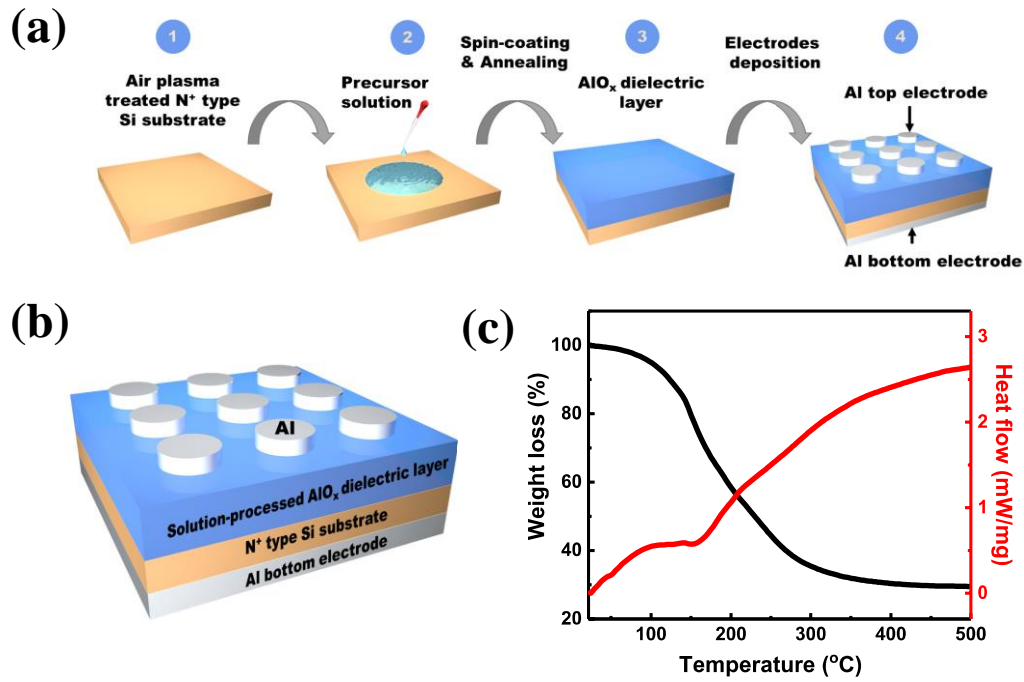 (a)
1
Air plasma
treated N⁺ type
Si substrate
2
Precursor
solution
Spin-coating
& Annealing
3
AlOₓ dielectric
layer
Electrodes
deposition
4
Al top electrode
Al bottom electrode
(b)
Al
Solution-processed AlOₓ dielectric layer
N⁺ type Si substrate
Al bottom electrode
(c)
Weight loss (%)
100
80
60
40
20
100
200
300
400
500
Temperature (°C)
3
2
1
0
Heat flow (mW/mg)